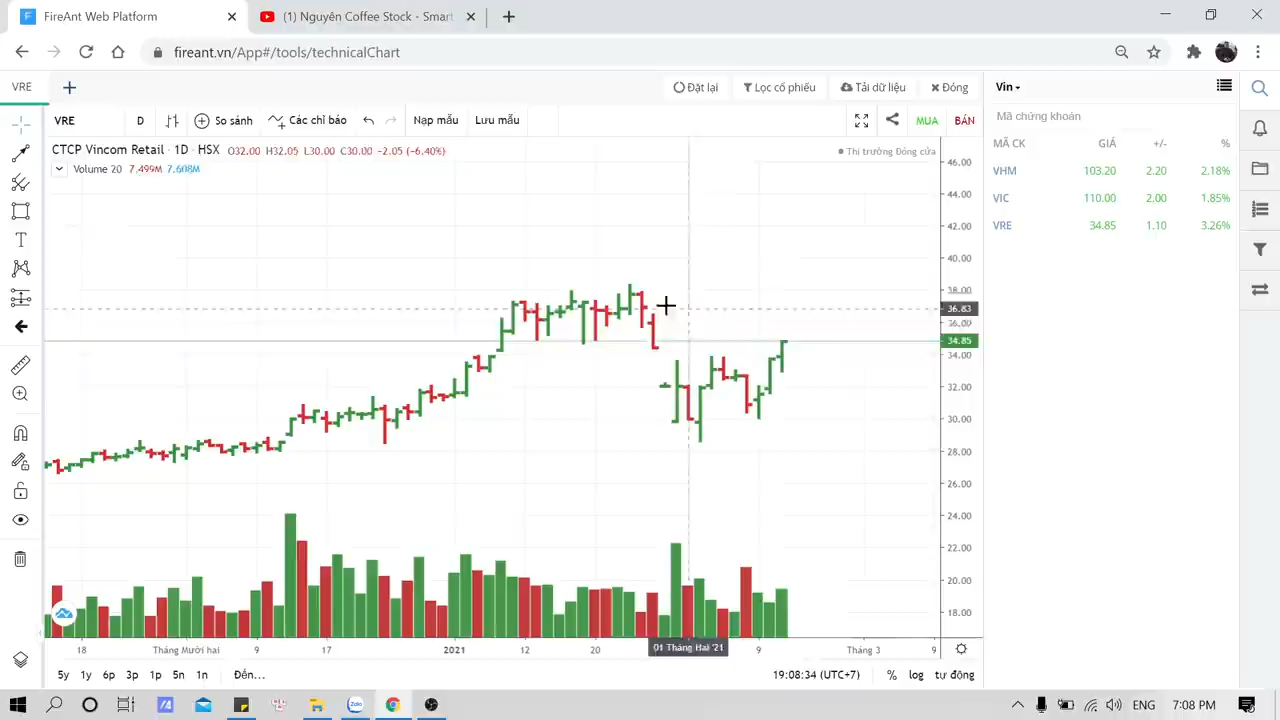 FireAnt Web Platform
(1) Nguyên Coffee Stock - Smart
fireant.vn/App#/tools/technicalChart
VRE
Đặt lại
Lọc cổ phiếu
Tải dữ liệu
Đóng
Vin
VRE
D
So sánh
Các chỉ báo
Nạp mẫu
Lưu mẫu
MUA
BÁN
Mã chứng khoán
CTCP Vincom Retail · 1D · HSX O32.00 H32.05 L30.00 C30.00 -2.05 (-6.40%)
Thị trường Đóng cửa
Volume 20 7.499M 7.608M
MÃ CK GIÁ +/- %
VHM 103.20 2.20 2.18%
VIC 110.00 2.00 1.85%
VRE 34.85 1.10 3.26%
46.00
44.00
42.00
40.00
38.00
36.83
36.00
34.85
34.00
32.00
30.00
28.00
26.00
24.00
22.00
20.00
18.00
18 Tháng Mười hai 9 17 2021 12 20 01 Tháng Hai '21 9 Tháng 3 9
5y 1y 6p 3p 1p 5n 1n Đến... 19:08:34 (UTC+7) % log tự động
Zalo
ENG 7:08 PM